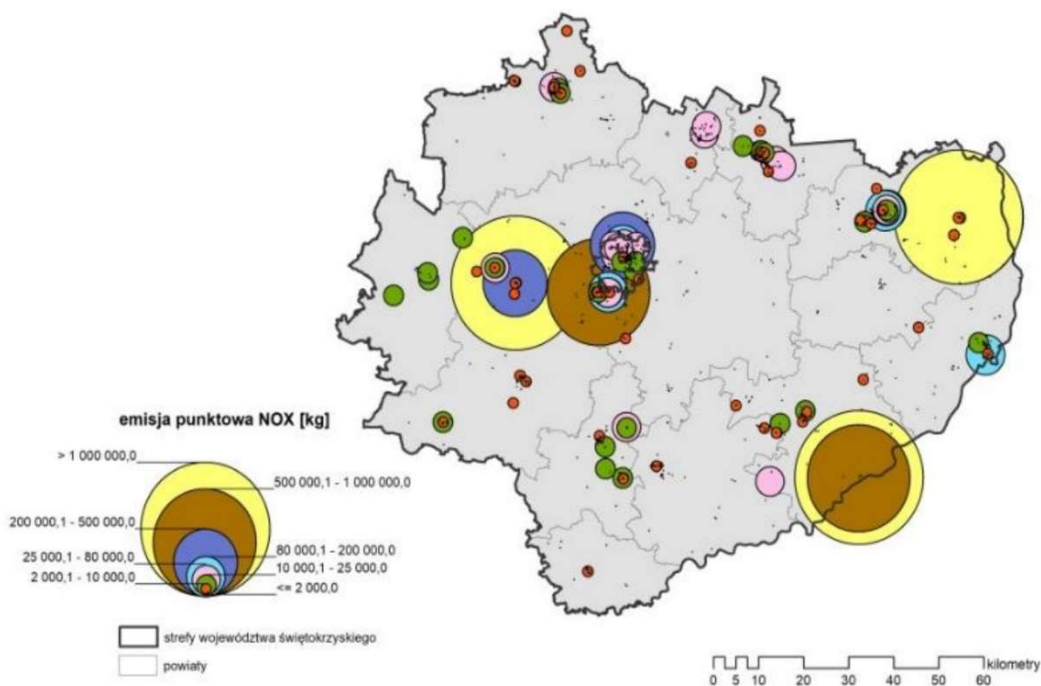 emisja punktowa NOX [kg]
> 1 000 000,0
500 000,1 - 1 000 000,0
200 000,1 - 500 000,0
80 000,1 - 200 000,0
25 000,1 - 80 000,0
10 000,1 - 25 000,0
2 000,1 - 10 000,0
<= 2 000,0
strefy województwa świętokrzyskiego
powiaty
kilometry
0 5 10 20 30 40 50 60